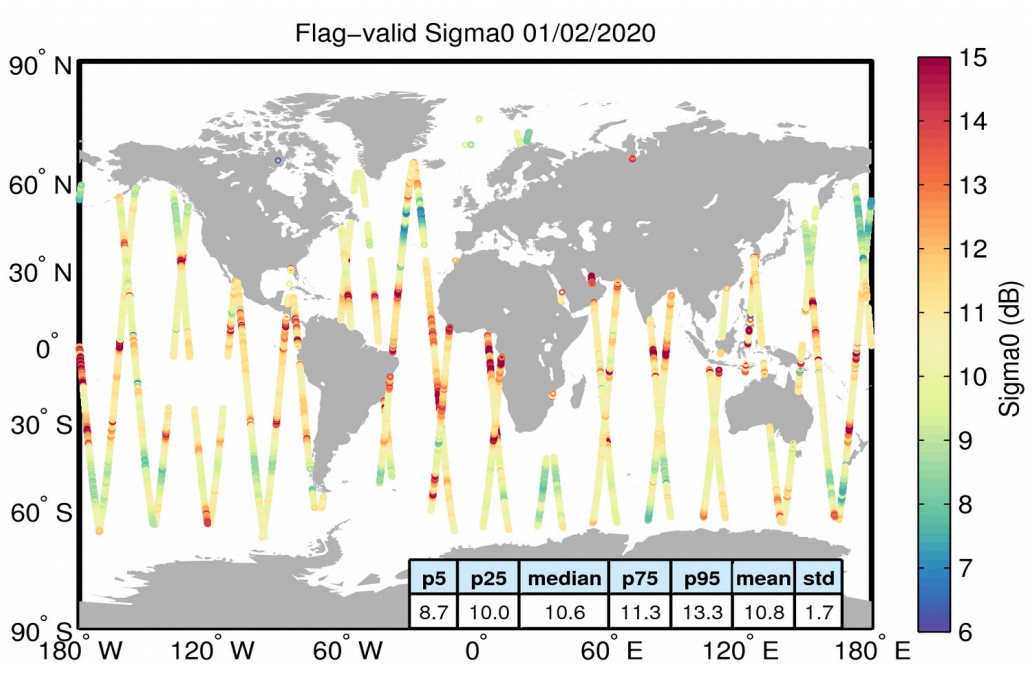 Flag−valid Sigma0 01/02/2020
90° N
60° N
30° N
0°
30° S
60° S
90° S
180° W
120° W
60° W
0°
60° E
120° E
180° E
p5 p25 median p75 p95 mean std
8.7 10.0 10.6 11.3 13.3 10.8 1.7
15
14
13
12
11
10
9
8
7
6
Sigma0 (dB)